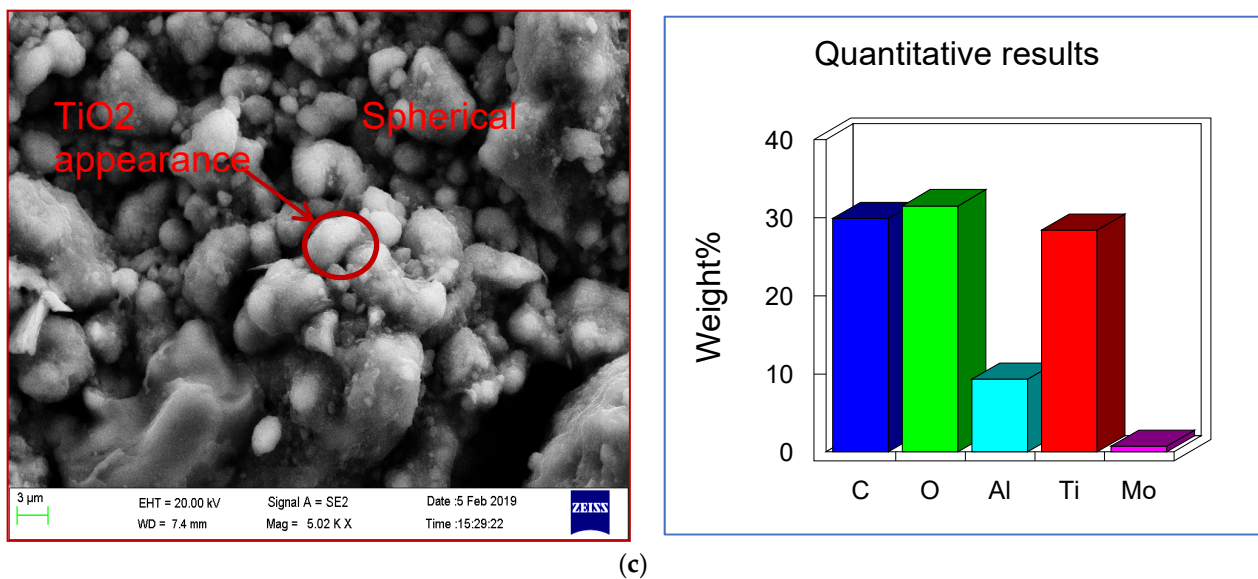 TiO2 Spherical
appearance
3 µm
EHT = 20.00 kV
Signal A = SE2
Date :5 Feb 2019
WD = 7.4 mm
Mag = 5.02 K X
Time :15:29:22
ZEISS
Quantitative results
Weight%
40
30
20
10
0
C O Al Ti Mo
(c)